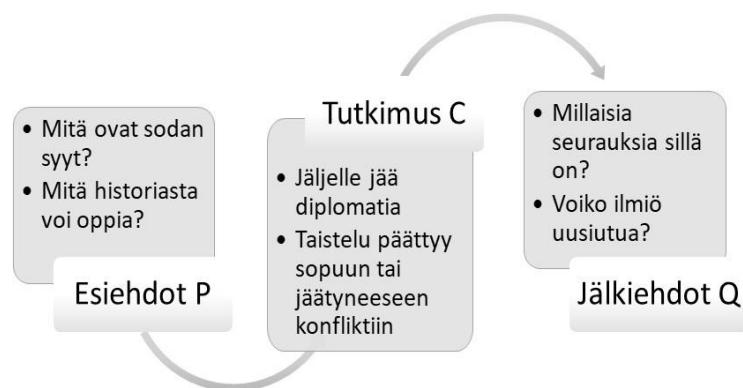 • Mitä ovat sodan
syyt?
• Mitä historiasta
voi oppia?
Esiehdot P
Tutkimus C
• Jäljelle jää
diplomatia
• Taistelu päättyy
sopuun tai
jäätyneeseen
konfliktiin
• Millaisia
seurauksia sillä
on?
• Voiko ilmiö
uusiutua?
Jälkiehdot Q